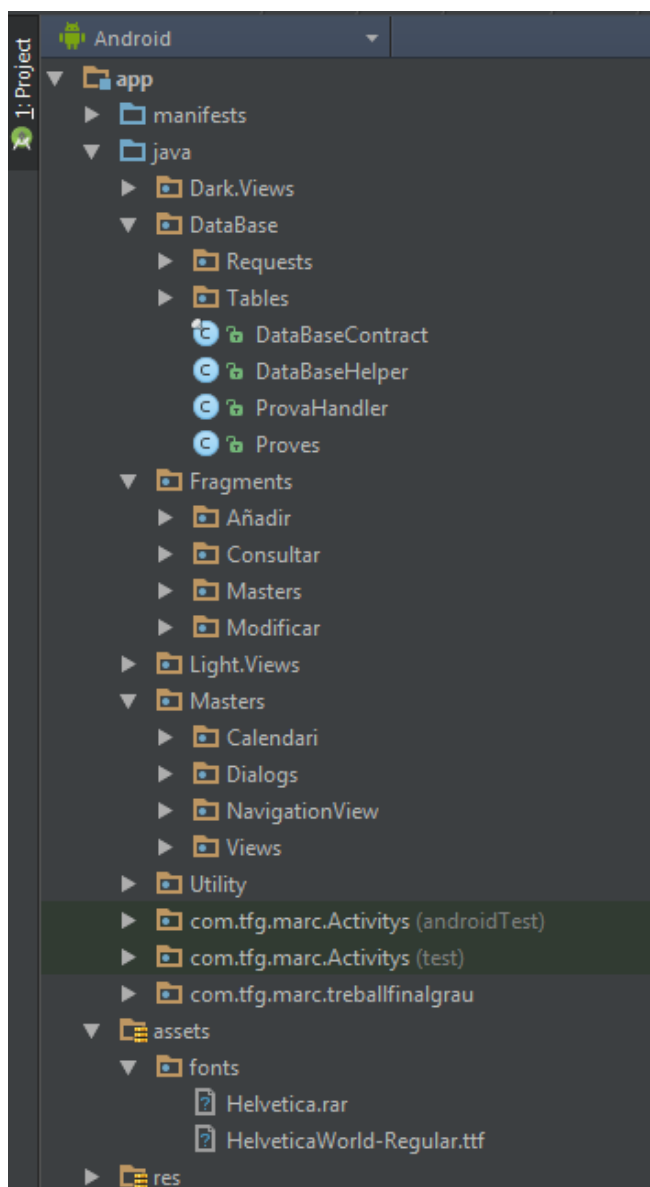 1: Project
Android
app
manifests
java
Dark.Views
DataBase
Requests
Tables
DataBaseContract
DataBaseHelper
ProvaHandler
Proves
Fragments
Añadir
Consultar
Masters
Modificar
Light.Views
Masters
Calendari
Dialogs
NavigationView
Views
Utility
com.tfg.marc.Activitys (androidTest)
com.tfg.marc.Activitys (test)
com.tfg.marc.treballfinalgrau
assets
fonts
Helvetica.rar
HelveticaWorld-Regular.ttf
res